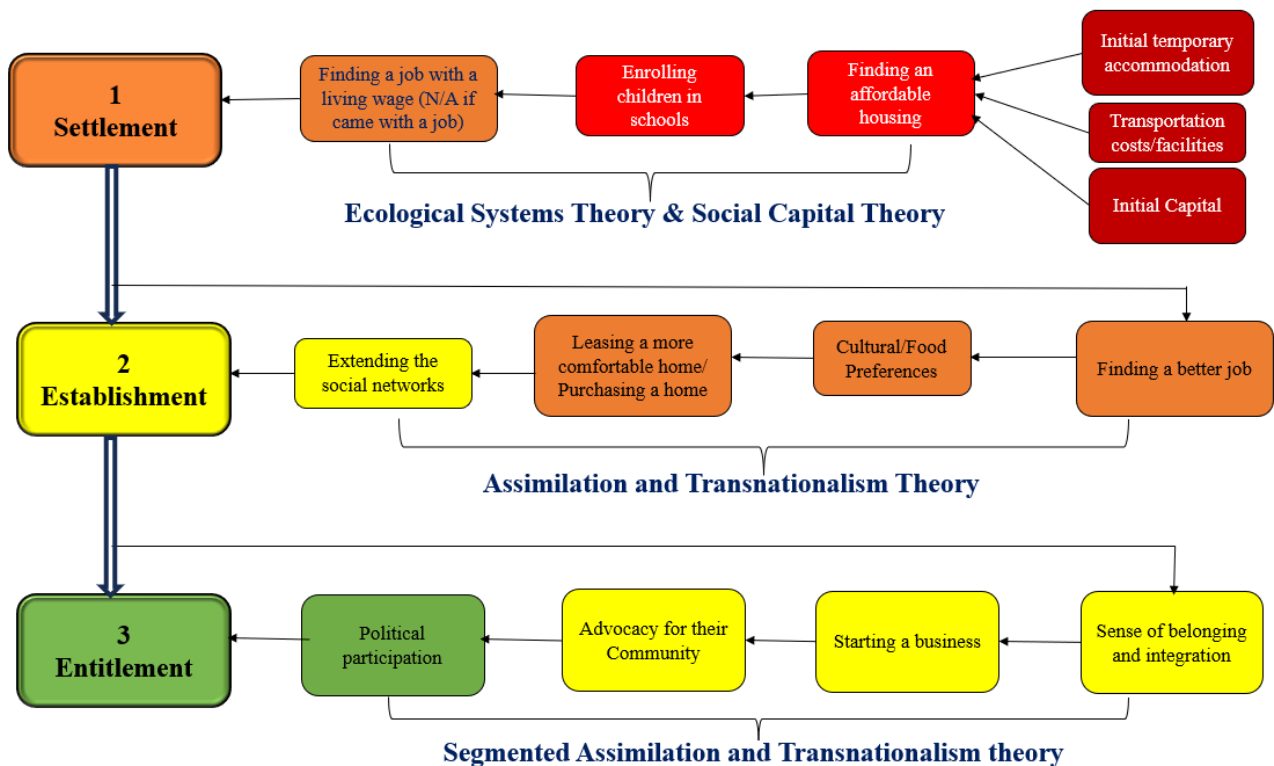 1
Settlement
Finding a job with a
living wage (N/A if
came with a job)
Enrolling
children in
schools
Finding an
affordable
housing
Initial temporary
accommodation
Transportation
costs/facilities
Initial Capital
Ecological Systems Theory & Social Capital Theory
2
Establishment
Extending the
social networks
Leasing a more
comfortable home/
Purchasing a home
Cultural/Food
Preferences
Finding a better job
Assimilation and Transnationalism Theory
3
Entitlement
Political
participation
Advocacy for their
Community
Starting a business
Sense of belonging
and integration
Segmented Assimilation and Transnationalism theory